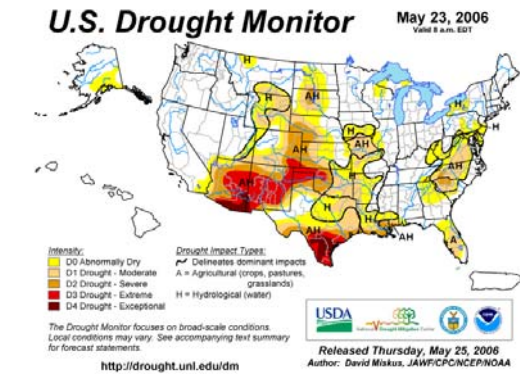 U.S. Drought Monitor
May 23, 2006
Valid 8 a.m. EDT
H
H
AH
H
H
AH
AH
H
AH
AH
H
H
H
H
AH
AH
A
Intensity:
D0 Abnormally Dry
D1 Drought - Moderate
D2 Drought - Severe
D3 Drought - Extreme
D4 Drought - Exceptional
Drought Impact Types:
Delineates dominant impacts
A = Agricultural (crops, pastures,
grasslands)
H = Hydrological (water)
The Drought Monitor focuses on broad-scale conditions.
Local conditions may vary. See accompanying text summary
for forecast statements.
http://drought.unl.edu/dm
USDA
National Drought Mitigation Center
Released Thursday, May 25, 2006
Author: David Miskus, JAWF/CPC/NCEP/NOAA